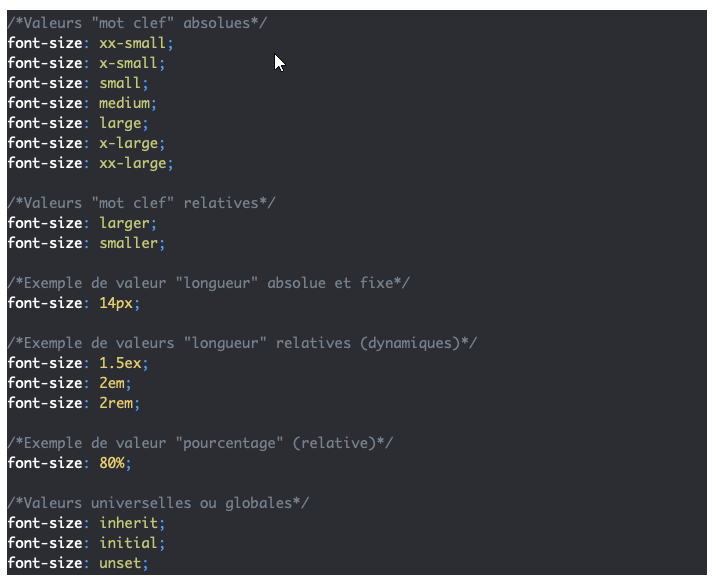 /*Valeurs "mot clef" absolues*/
font-size: xx-small;
font-size: x-small;
font-size: small;
font-size: medium;
font-size: large;
font-size: x-large;
font-size: xx-large;
/*Valeurs "mot clef" relatives*/
font-size: larger;
font-size: smaller;
/*Exemple de valeur "longueur" absolue et fixe*/
font-size: 14px;
/*Exemple de valeurs "longueur" relatives (dynamiques)*/
font-size: 1.5ex;
font-size: 2em;
font-size: 2rem;
/*Exemple de valeur "pourcentage" (relative)*/
font-size: 80%;
/*Valeurs universelles ou globales*/
font-size: inherit;
font-size: initial;
font-size: unset;